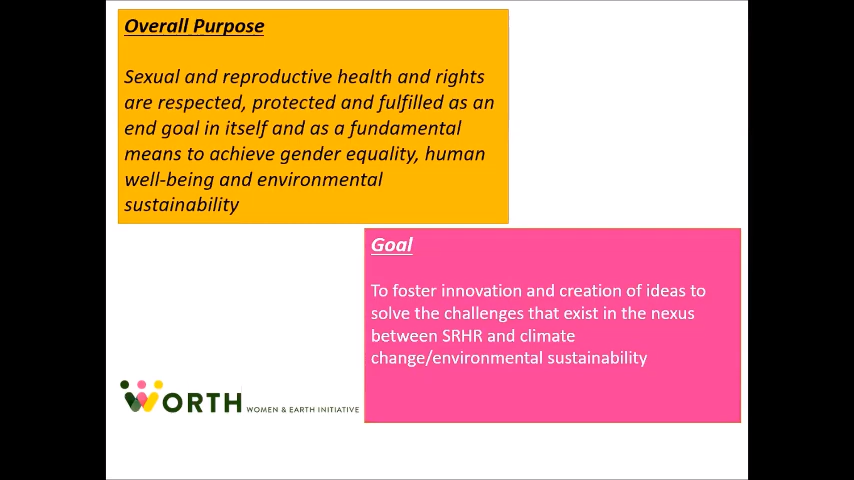 Overall Purpose
Sexual and reproductive health and rights
are respected, protected and fulfilled as an
end goal in itself and as a fundamental
means to achieve gender equality, human
well-being and environmental
sustainability
Goal
To foster innovation and creation of ideas to
solve the challenges that exist in the nexus
between SRHR and climate
change/environmental sustainability
WORTH WOMEN & EARTH INITIATIVE